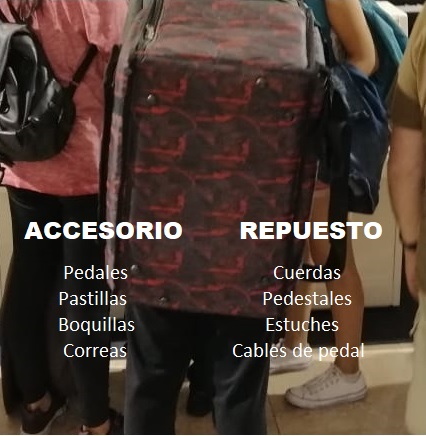 ACCESORIO
Pedales
Pastillas
Boquillas
Correas
REPUESTO
Cuerdas
Pedestales
Estuches
Cables de pedal